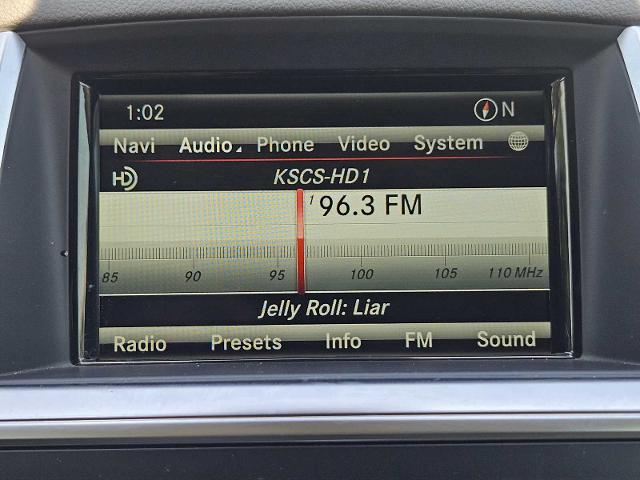 1:02 N
Navi Audio Phone Video System
HD KSCS-HD1
1 96.3 FM
85 90 95 100 105 110 MHz
Jelly Roll: Liar
Radio Presets Info FM Sound